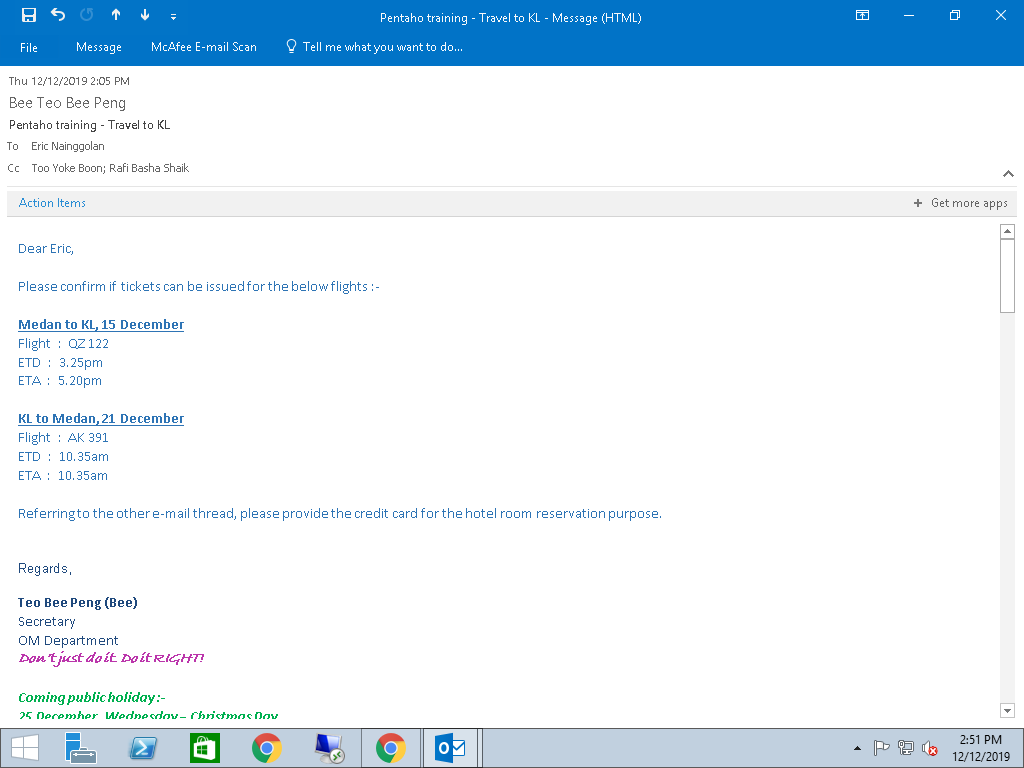 Pentaho training - Travel to KL - Message (HTML)
File Message McAfee E-mail Scan Tell me what you want to do...
Thu 12/12/2019 2:05 PM
Bee Teo Bee Peng
Pentaho training - Travel to KL
To Eric Nainggolan
Cc Too Yoke Boon; Rafi Basha Shaik
Action Items + Get more apps
Dear Eric,
Please confirm if tickets can be issued for the below flights :-
Medan to KL, 15 December
Flight : QZ 122
ETD : 3.25pm
ETA : 5.20pm
KL to Medan, 21 December
Flight : AK 391
ETD : 10.35am
ETA : 10.35am
Referring to the other e-mail thread, please provide the credit card for the hotel room reservation purpose.
Regards,
Teo Bee Peng (Bee)
Secretary
OM Department
Don't just do it. Do it RIGHT!
Coming public holiday :-
25 December, Wednesday – Christmas Day
2:51 PM
12/12/2019